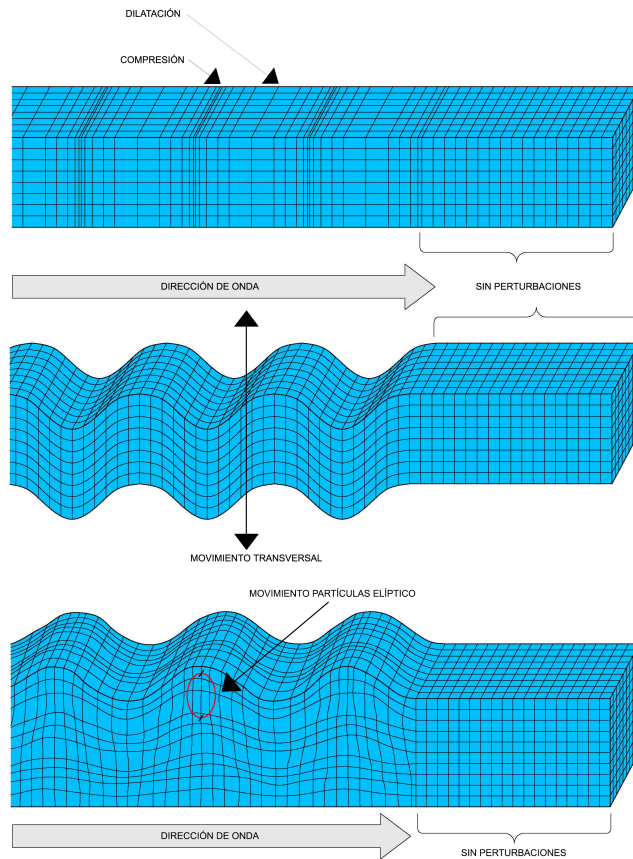 DILATACIÓN
COMPRESIÓN
DIRECCIÓN DE ONDA
SIN PERTURBACIONES
MOVIMIENTO TRANSVERSAL
MOVIMIENTO PARTÍCULAS ELÍPTICO
DIRECCIÓN DE ONDA
SIN PERTURBACIONES